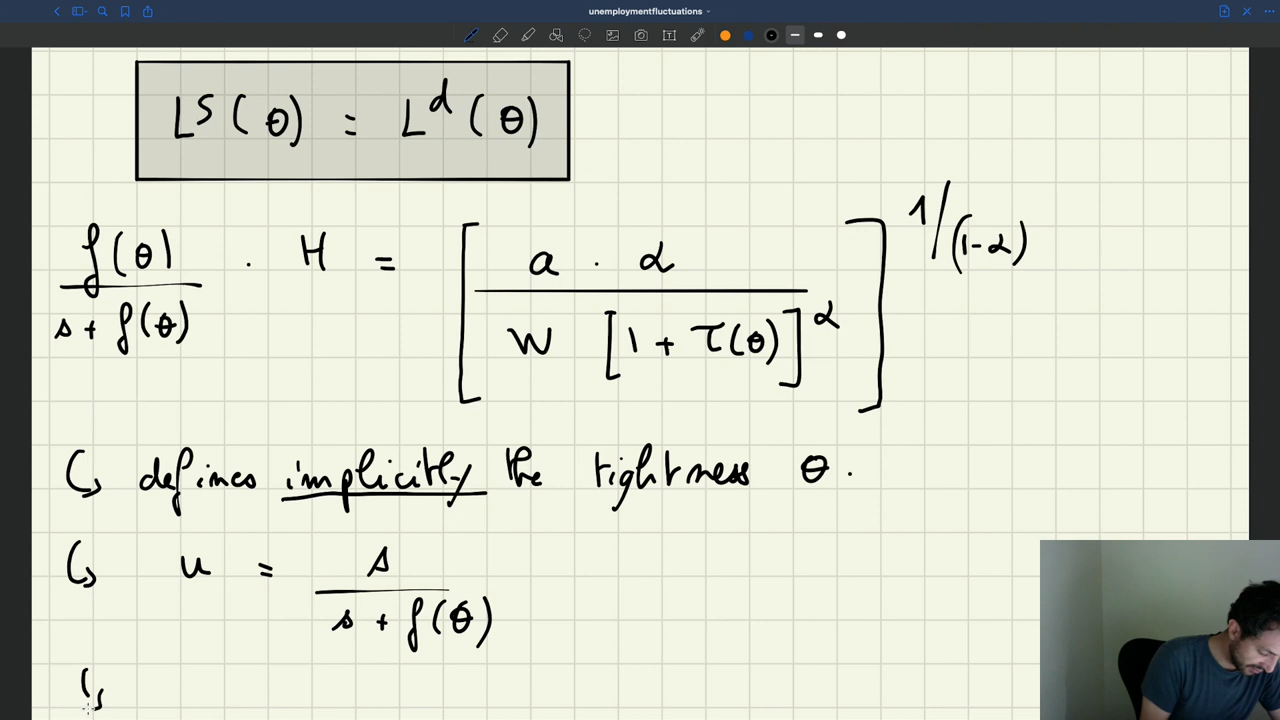 unemploymentfluctuations
L^S(θ) = L^d(θ)
f(θ) / (s + f(θ)) · H = [ a · α / (W [1 + τ(θ)]^α) ]^1/(1-α)
↳ defines implicitly the tightness θ.
↳ u = s / (s + f(θ))
↳